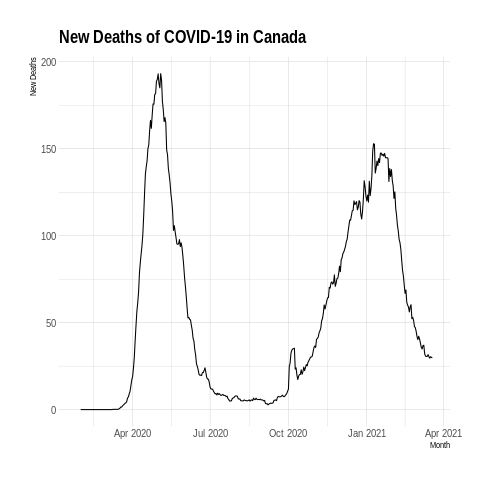 New Deaths of COVID-19 in Canada
New Deaths
200
150
100
50
0
Apr 2020 Jul 2020 Oct 2020 Jan 2021 Apr 2021
Month